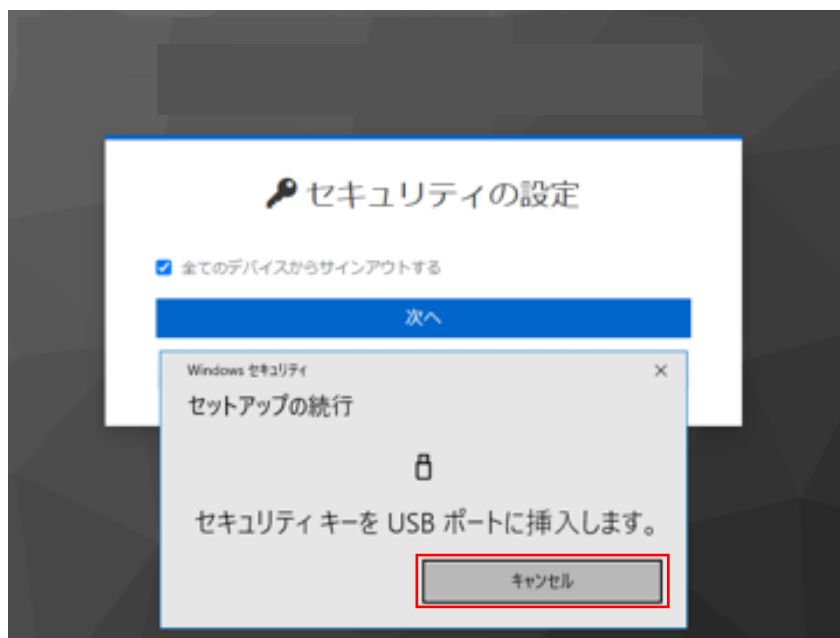 セキュリティの設定
全てのデバイスからサインアウトする
次へ
Windows セキュリティ
セットアップの続行
セキュリティ キーを USB ポートに挿入します。
キャンセル